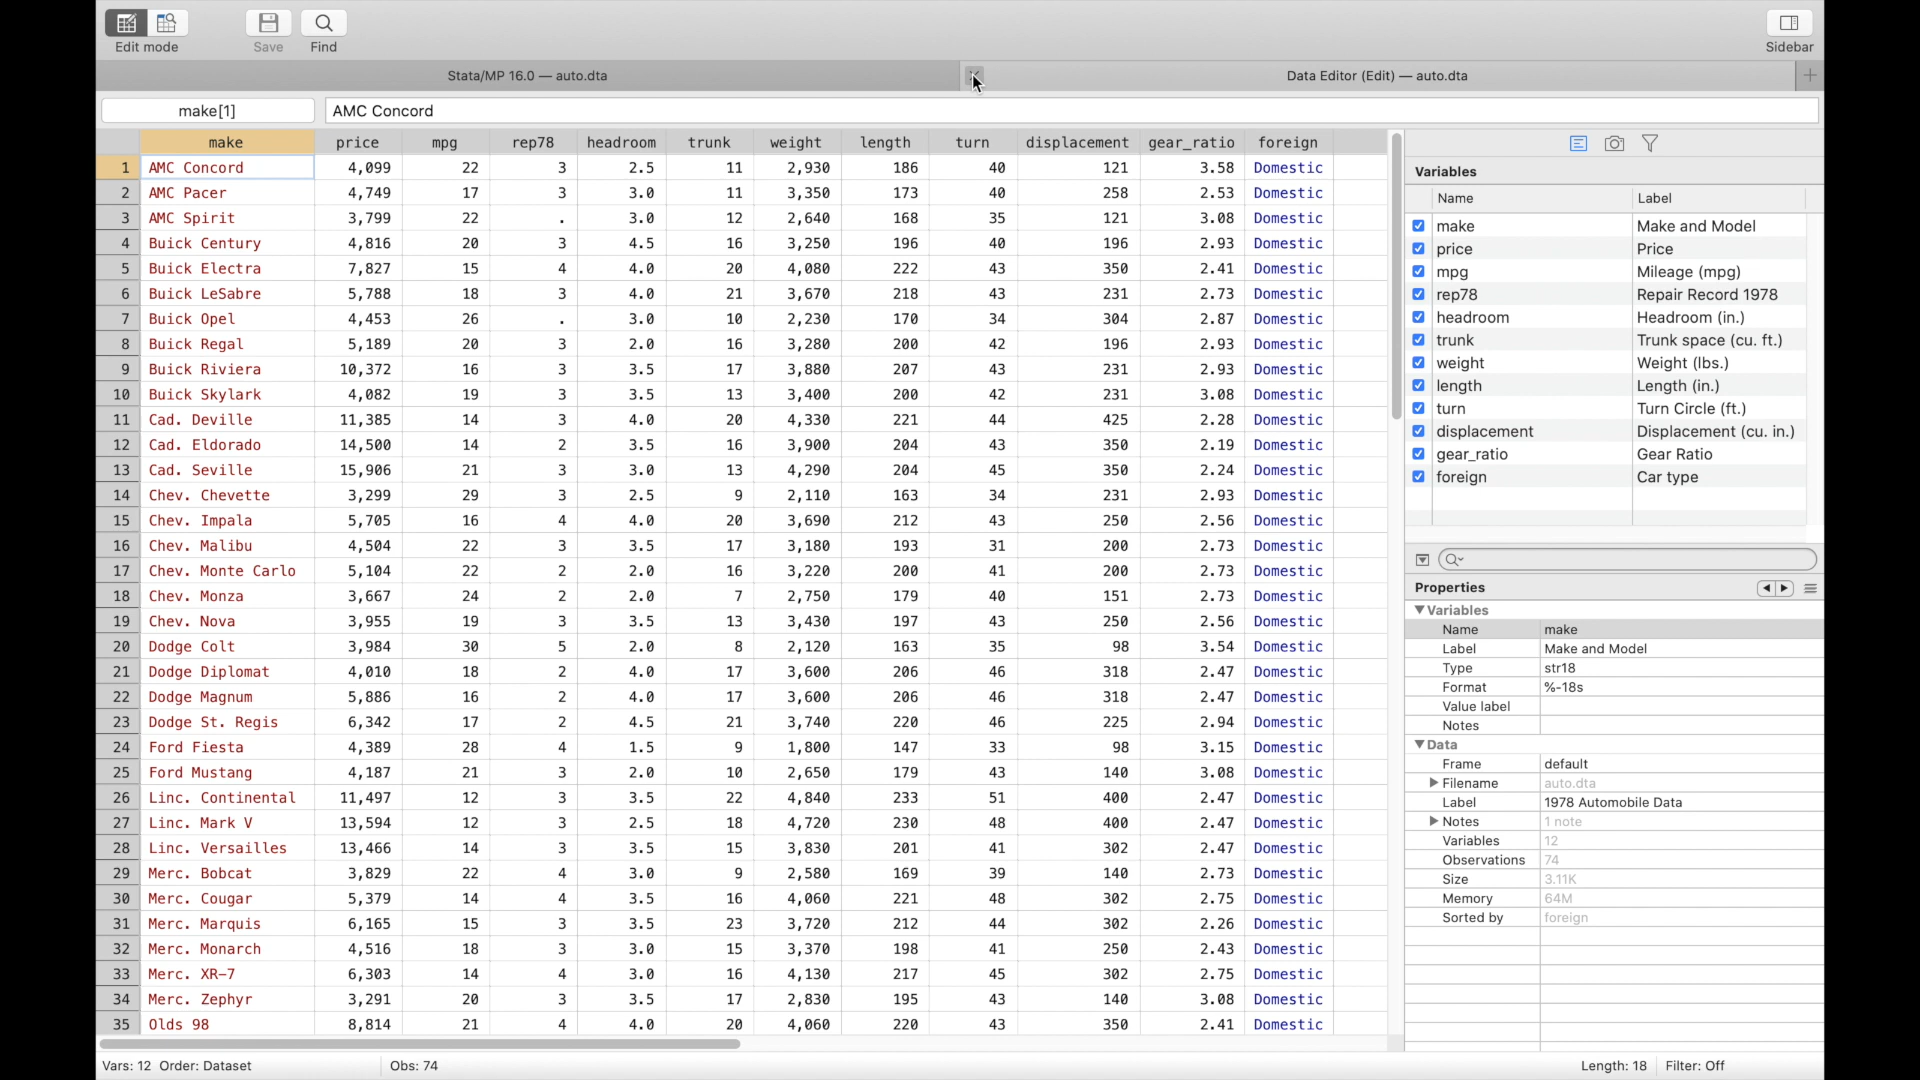 Edit mode Save Find Sidebar
Stata/MP 16.0 — auto.dta Data Editor (Edit) — auto.dta
make[1] AMC Concord
make price mpg rep78 headroom trunk weight length turn displacement gear_ratio foreign
1 AMC Concord 4,099 22 3 2.5 11 2,930 186 40 121 3.58 Domestic
2 AMC Pacer 4,749 17 3 3.0 11 3,350 173 40 258 2.53 Domestic
3 AMC Spirit 3,799 22 . 3.0 12 2,640 168 35 121 3.08 Domestic
4 Buick Century 4,816 20 3 4.5 16 3,250 196 40 196 2.93 Domestic
5 Buick Electra 7,827 15 4 4.0 20 4,080 222 43 350 2.41 Domestic
6 Buick LeSabre 5,788 18 3 4.0 21 3,670 218 43 231 2.73 Domestic
7 Buick Opel 4,453 26 . 3.0 10 2,230 170 34 304 2.87 Domestic
8 Buick Regal 5,189 20 3 2.0 16 3,280 200 42 196 2.93 Domestic
9 Buick Riviera 10,372 16 3 3.5 17 3,880 207 43 231 2.93 Domestic
10 Buick Skylark 4,082 19 3 3.5 13 3,400 200 42 231 3.08 Domestic
11 Cad. Deville 11,385 14 3 4.0 20 4,330 221 44 425 2.28 Domestic
12 Cad. Eldorado 14,500 14 2 3.5 16 3,900 204 43 350 2.19 Domestic
13 Cad. Seville 15,906 21 3 3.0 13 4,290 204 45 350 2.24 Domestic
14 Chev. Chevette 3,299 29 3 2.5 9 2,110 163 34 231 2.93 Domestic
15 Chev. Impala 5,705 16 4 4.0 20 3,690 212 43 250 2.56 Domestic
16 Chev. Malibu 4,504 22 3 3.5 17 3,180 193 31 200 2.73 Domestic
17 Chev. Monte Carlo 5,104 22 2 2.0 16 3,220 200 41 200 2.73 Domestic
18 Chev. Monza 3,667 24 2 2.0 7 2,750 179 40 151 2.73 Domestic
19 Chev. Nova 3,955 19 3 3.5 13 3,430 197 43 250 2.56 Domestic
20 Dodge Colt 3,984 30 5 2.0 8 2,120 163 35 98 3.54 Domestic
21 Dodge Diplomat 4,010 18 2 4.0 17 3,600 206 46 318 2.47 Domestic
22 Dodge Magnum 5,886 16 2 4.0 17 3,600 206 46 318 2.47 Domestic
23 Dodge St. Regis 6,342 17 2 4.5 21 3,740 220 46 225 2.94 Domestic
24 Ford Fiesta 4,389 28 4 1.5 9 1,800 147 33 98 3.15 Domestic
25 Ford Mustang 4,187 21 3 2.0 10 2,650 179 43 140 3.08 Domestic
26 Linc. Continental 11,497 12 3 3.5 22 4,840 233 51 400 2.47 Domestic
27 Linc. Mark V 13,594 12 3 2.5 18 4,720 230 48 400 2.47 Domestic
28 Linc. Versailles 13,466 14 3 3.5 15 3,830 201 41 302 2.47 Domestic
29 Merc. Bobcat 3,829 22 4 3.0 9 2,580 169 39 140 2.73 Domestic
30 Merc. Cougar 5,379 14 4 3.5 16 4,060 221 48 302 2.75 Domestic
31 Merc. Marquis 6,165 15 3 3.5 23 3,720 212 44 302 2.26 Domestic
32 Merc. Monarch 4,516 18 3 3.0 15 3,370 198 41 250 2.43 Domestic
33 Merc. XR-7 6,303 14 4 3.0 16 4,130 217 45 302 2.75 Domestic
34 Merc. Zephyr 3,291 20 3 3.5 17 2,830 195 43 140 3.08 Domestic
35 Olds 98 8,814 21 4 4.0 20 4,060 220 43 350 2.41 Domestic
Variables
Name Label
make Make and Model
price Price
mpg Mileage (mpg)
rep78 Repair Record 1978
headroom Headroom (in.)
trunk Trunk space (cu. ft.)
weight Weight (lbs.)
length Length (in.)
turn Turn Circle (ft.)
displacement Displacement (cu. in.)
gear_ratio Gear Ratio
foreign Car type
Properties
Variables
Name make
Label Make and Model
Type str18
Format %-18s
Value label
Notes
Data
Frame default
Filename auto.dta
Label 1978 Automobile Data
Notes 1 note
Variables 12
Observations 74
Size 3.11K
Memory 64M
Sorted by foreign
Vars: 12 Order: Dataset Obs: 74 Length: 18 Filter: Off